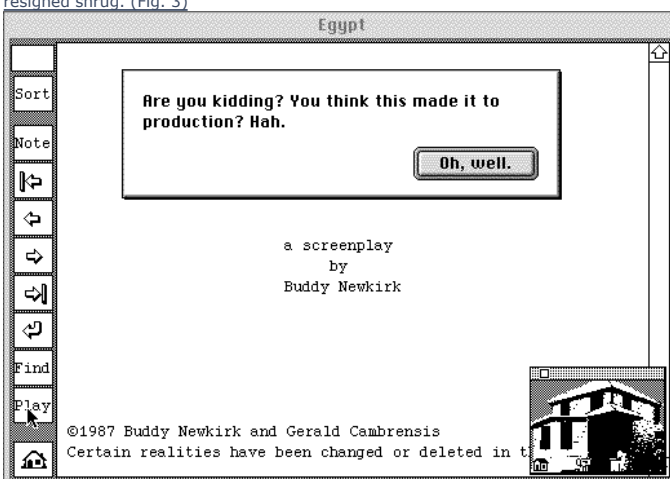 resigned shrug. (Fig. 3)
Egypt
Sort
Note
Find
Play
Are you kidding? You think this made it to
production? Hah.
Oh, well.
a screenplay
by
Buddy Newkirk
©1987 Buddy Newkirk and Gerald Cambrensis
Certain realities have been changed or deleted in t